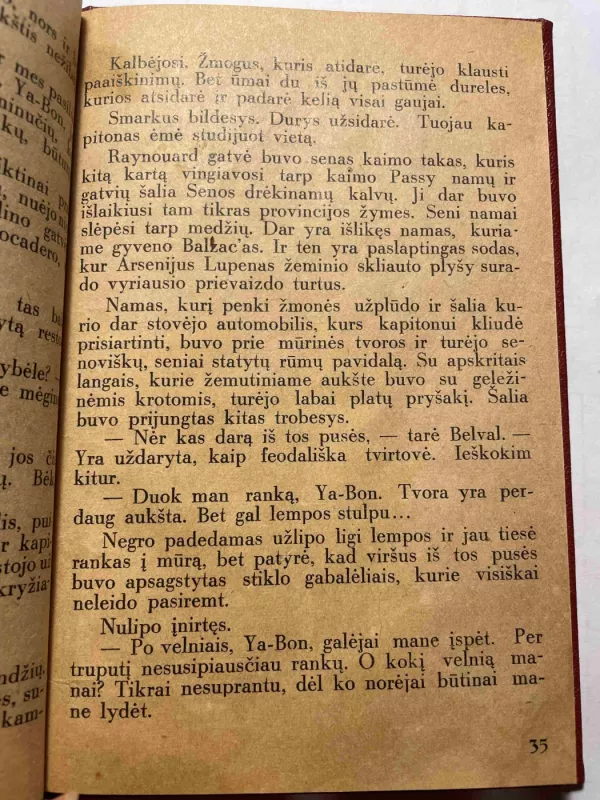 Kalbėjosi. Žmogus, kuris atidare, turėjo klausti
paaiškinimų. Bet ūmai du iš jų pastūmė dureles,
kurios atsidarė ir padarė kelią visai gaujai.
Smarkus bildesys. Durys užsidarė. Tuojau ka-
pitonas ėmė studijuot vietą.
Raynouard gatvė buvo senas kaimo takas, kuris
kitą kartą vingiavosi tarp kaimo Passy namų ir
gatvių šalia Senos drėkinamų kalvų. Ji dar buvo
išlaikiusi tam tikras provincijos žymes. Seni namai
slėpėsi tarp medžių. Dar yra išlikęs namas, kuria-
me gyveno Balzac'as. Ir ten yra paslaptingas sodas,
kur Arsenijus Lupenas žeminio skliauto plyšy sura-
do vyriausio prievaizdo turtus.
Namas, kurį penki žmonės užplūdo ir šalia ku-
rio dar stovėjo automobilis, kurs kapitonui kliudė
prisiartinti, buvo prie mūrinės tvoros ir turėjo se-
noviškų, seniai statytų rūmų pavidalą. Su apskritais
langais, kurie žemutiniame aukšte buvo su geleži-
nėmis krotomis, turėjo labai platų pryšakį. Šalia
buvo prijungtas kitas trobesys.
— Nėr kas darą iš tos pusės, — tarė Belval. —
Yra uždaryta, kaip feodališka tvirtovė. Ieškokim
kitur.
— Duok man ranką, Ya-Bon. Tvora yra per-
daug aukšta. Bet gal lempos stulpu...
Negro padedamas užlipo ligi lempos ir jau tiesė
rankas į mūrą, bet patyrė, kad viršus iš tos pusės
buvo apsagstytas stiklo gabalėliais, kurie visiškai
neleido pasiremt.
Nulipo įnirtęs.
— Po velniais, Ya-Bon, galėjai mane įspėt. Per
truputį nesusipiausčiau rankų. O kokį velnią ma-
nai? Tikrai nesuprantu, dėl ko norėjai būtinai ma-
ne lydėt.
35